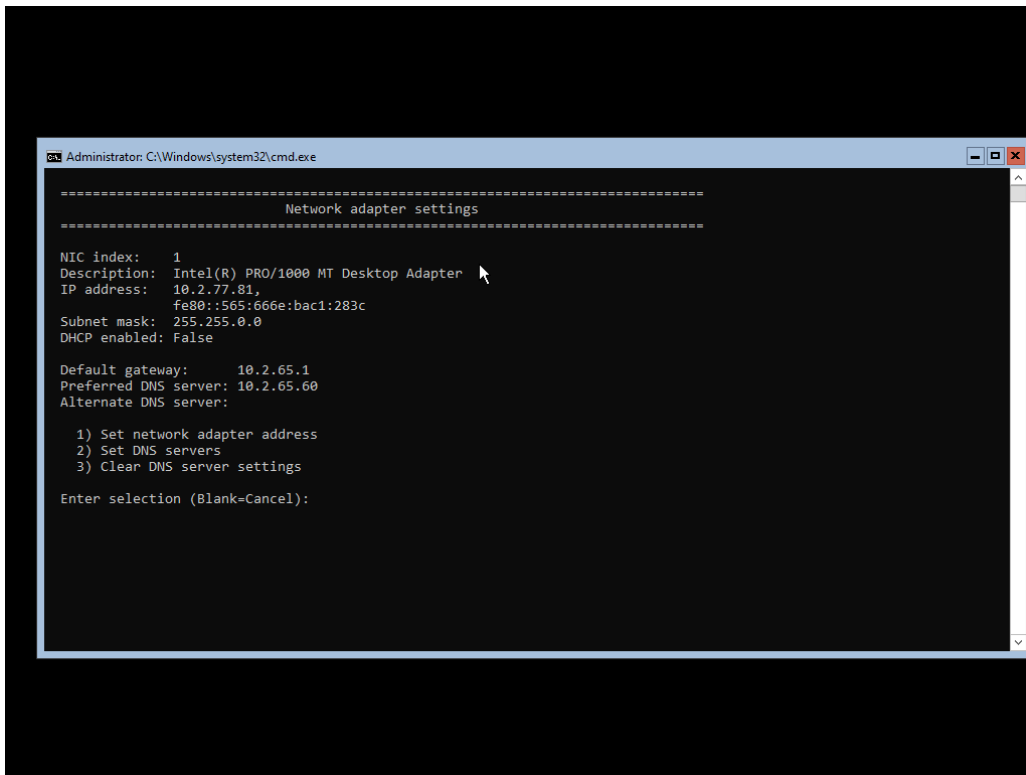 Administrator: C:\Windows\system32\cmd.exe
================================================================================
Network adapter settings
================================================================================
NIC index: 1
Description: Intel(R) PRO/1000 MT Desktop Adapter
IP address: 10.2.77.81,
fe80::565:666e:bac1:283c
Subnet mask: 255.255.0.0
DHCP enabled: False
Default gateway: 10.2.65.1
Preferred DNS server: 10.2.65.60
Alternate DNS server:
1) Set network adapter address
2) Set DNS servers
3) Clear DNS server settings
Enter selection (Blank=Cancel):